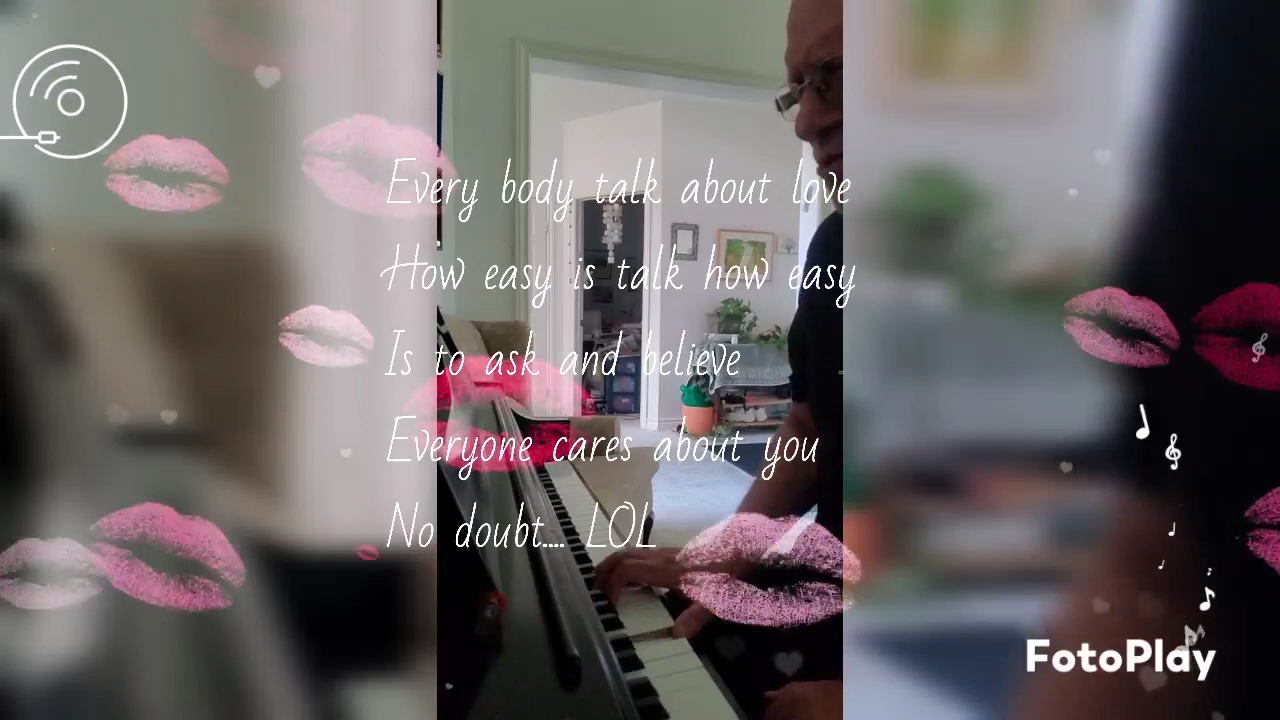 Every body talk about love
How easy is talk how easy
Is to ask and believe
Everyone cares about you
No doubt.... LOL
FotoPlay